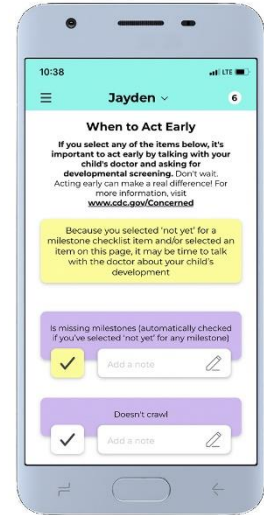 10:38
LTE
Jayden
6
When to Act Early
If you select any of the items below, it's
important to act early by talking with your
child's doctor and asking for
developmental screening. Don't wait.
Acting early can make a real difference! For
more information, visit
www.cdc.gov/Concerned
Because you selected 'not yet' for a
milestone checklist item and/or selected an
item on this page, it may be time to talk
with the doctor about your child's
development
Is missing milestones (automatically checked
if you've selected 'not yet' for any milestone)
Add a note
Doesn't crawl
Add a note